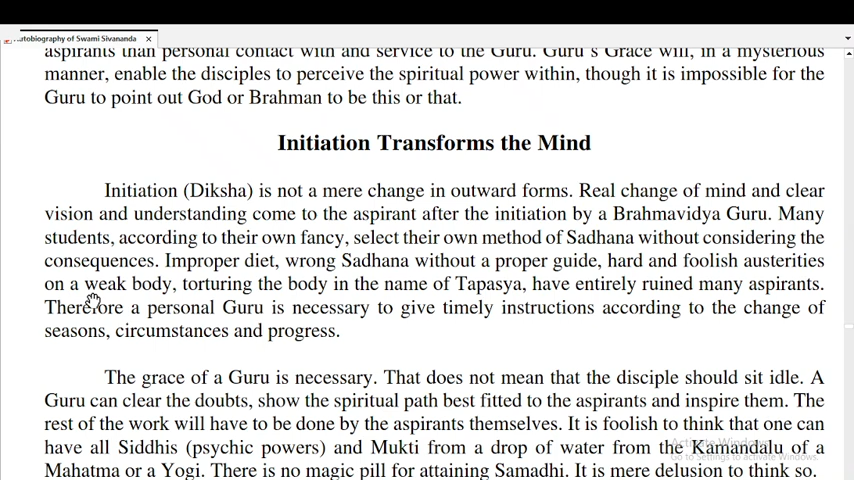 Autobiography of Swami Sivananda
aspirants than personal contact with and service to the Guru. Guru's Grace will, in a mysterious
manner, enable the disciples to perceive the spiritual power within, though it is impossible for the
Guru to point out God or Brahman to be this or that.
Initiation Transforms the Mind
Initiation (Diksha) is not a mere change in outward forms. Real change of mind and clear
vision and understanding come to the aspirant after the initiation by a Brahmavidya Guru. Many
students, according to their own fancy, select their own method of Sadhana without considering the
consequences. Improper diet, wrong Sadhana without a proper guide, hard and foolish austerities
on a weak body, torturing the body in the name of Tapasya, have entirely ruined many aspirants.
Therefore a personal Guru is necessary to give timely instructions according to the change of
seasons, circumstances and progress.
The grace of a Guru is necessary. That does not mean that the disciple should sit idle. A
Guru can clear the doubts, show the spiritual path best fitted to the aspirants and inspire them. The
rest of the work will have to be done by the aspirants themselves. It is foolish to think that one can
have all Siddhis (psychic powers) and Mukti from a drop of water from the Kamandalu of a
Mahatma or a Yogi. There is no magic pill for attaining Samadhi. It is mere delusion to think so.
Activate Windows
Go to Settings to activate Windows.